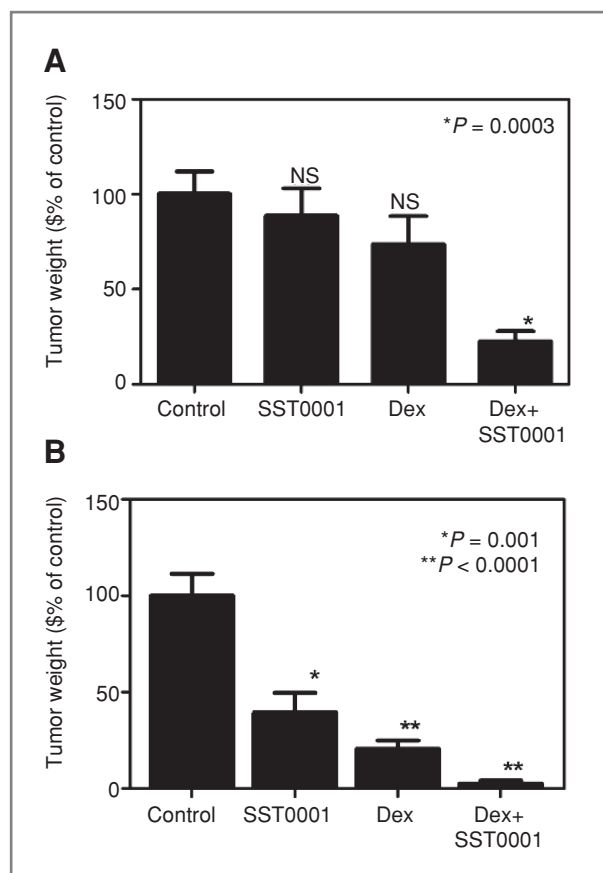 A
Tumor weight ($% of control)
150
100
50
0
*P = 0.0003
NS
NS
*
Control SST0001 Dex Dex+
SST0001
B
Tumor weight ($% of control)
150
100
50
0
*P = 0.001
**P < 0.0001
*
**
**
Control SST0001 Dex Dex+
SST0001